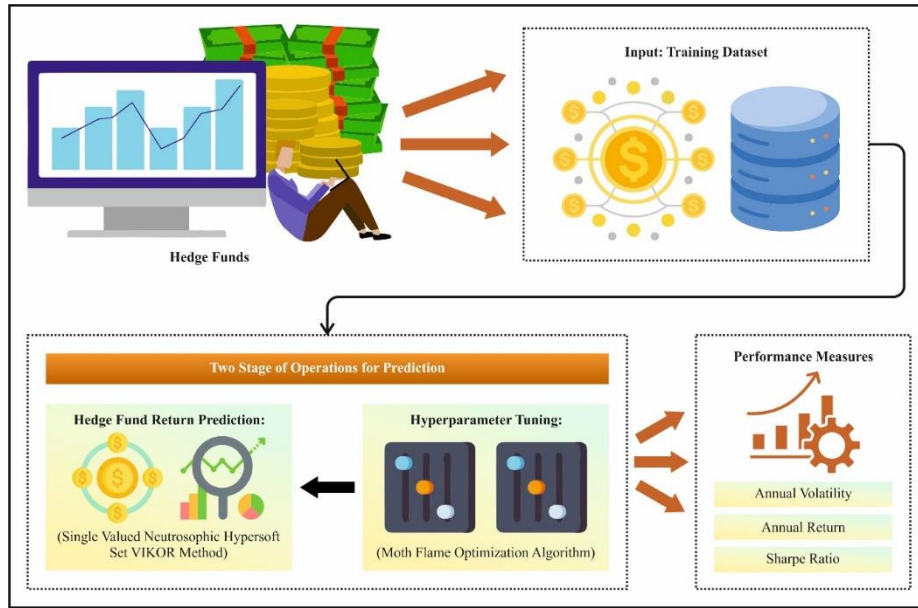 Hedge Funds
Input: Training Dataset
Two Stage of Operations for Prediction
Hedge Fund Return Prediction:
(Single Valued Neutrosophic Hypersoft
Set VIKOR Method)
Hyperparameter Tuning:
(Moth Flame Optimization Algorithm)
Performance Measures
Annual Volatility
Annual Return
Sharpe Ratio